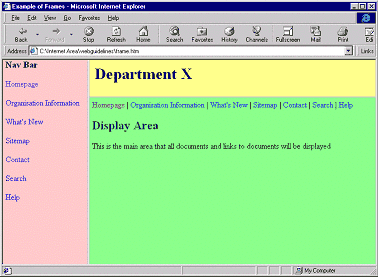 Example of Frames - Microsoft Internet Explorer
File Edit View Go Favorites Help
Back Forward Stop Refresh Home Search Favorites History Channels Fullscreen Mail Print Edi
Address C:\Internet Area\webguidelines\frame.htm Links
Nav Bar
Homepage
Organisation Information
What's New
Sitemap
Contact
Search
Help
Department X
Homepage | Organisation Information | What's New | Sitemap | Contact | Search | Help
Display Area
This is the main area that all documents and links to documents will be displayed
My Computer